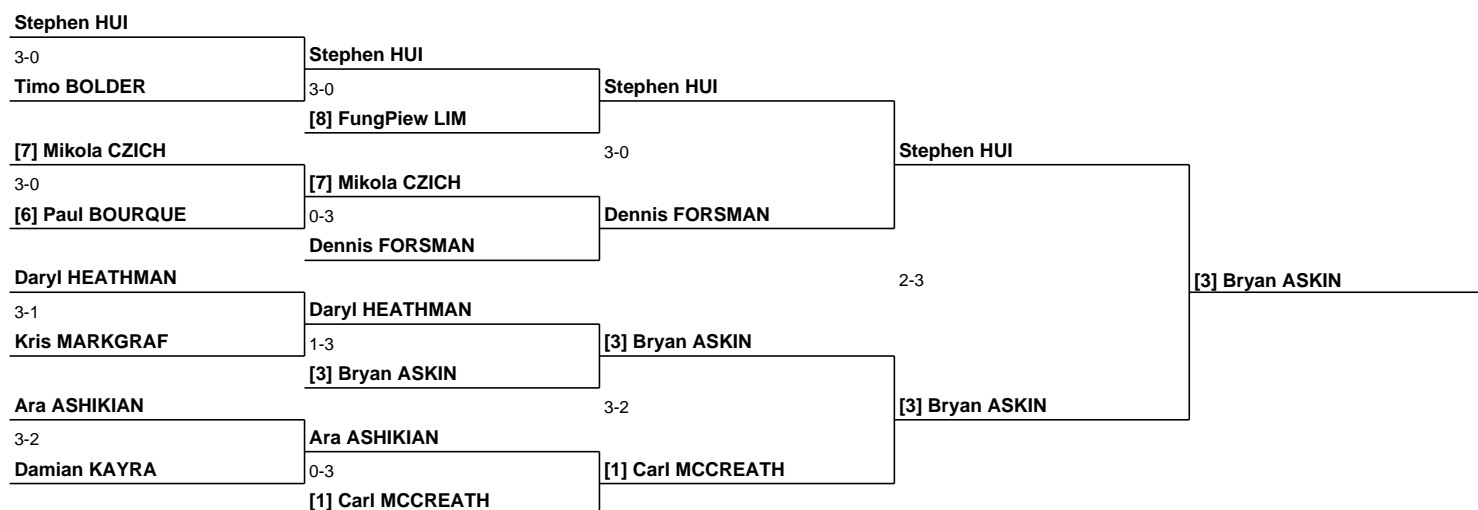 Stephen HUI
3-0
Timo BOLDER
[7] Mikola CZICH
3-0
[6] Paul BOURQUE
Daryl HEATHMAN
3-1
Kris MARKGRAF
Ara ASHIKIAN
3-2
Damian KAYRA
Stephen HUI
3-0
[8] FungPiew LIM
[7] Mikola CZICH
0-3
Dennis FORSMAN
Daryl HEATHMAN
1-3
[3] Bryan ASKIN
Ara ASHIKIAN
0-3
[1] Carl MCCREATH
Stephen HUI
3-0
Dennis FORSMAN
[3] Bryan ASKIN
3-2
[1] Carl MCCREATH
Stephen HUI
2-3
[3] Bryan ASKIN
[3] Bryan ASKIN